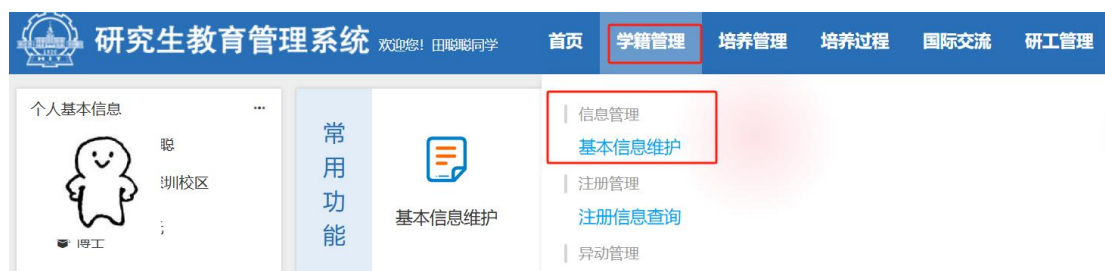 研究生教育管理系统 欢迎您！田聪聪同学 首页 学籍管理 培养管理 培养过程 国际交流 研工管理
个人基本信息 ...
聪
圳校区
博士
常用功能
基本信息维护
信息管理
基本信息维护
注册管理
注册信息查询
异动管理